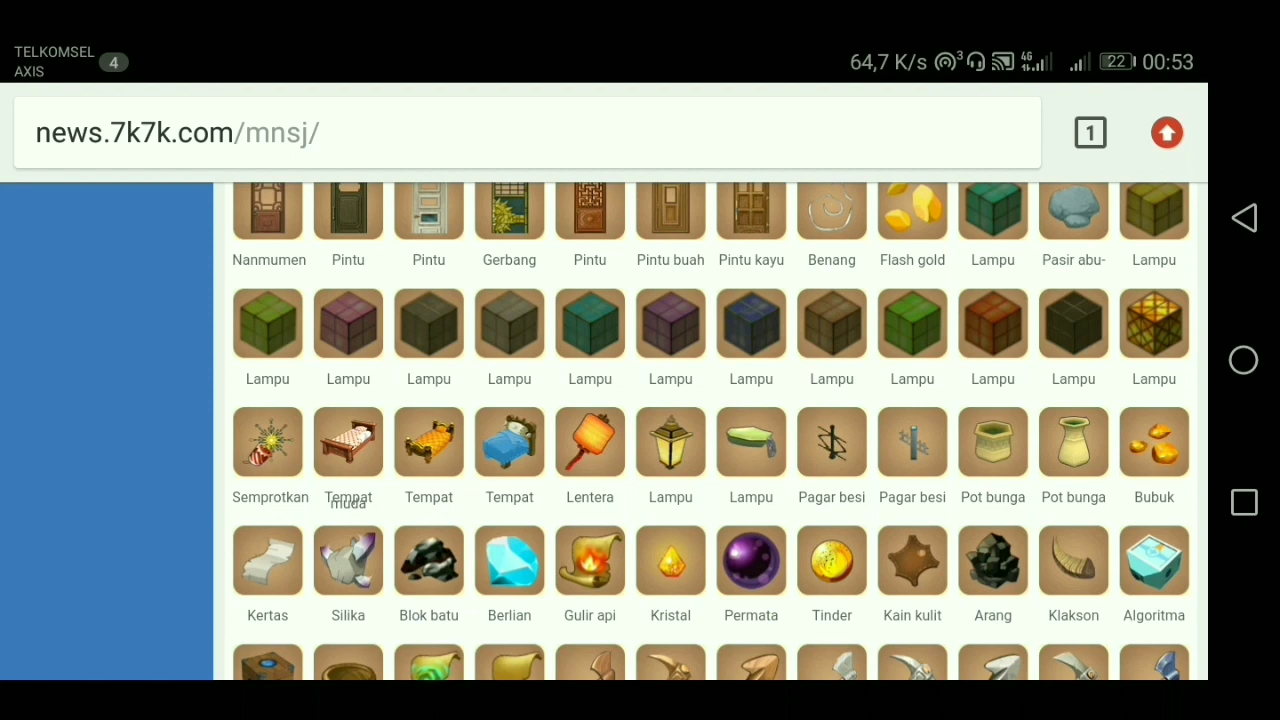 TELKOMSEL
AXIS
4
64,7 K/s 3 4G 22 00:53
news.7k7k.com/mnsj/
1
Nanmumen Pintu Pintu Gerbang Pintu Pintu buah Pintu kayu Benang Flash gold Lampu Pasir abu- Lampu
Lampu Lampu Lampu Lampu Lampu Lampu Lampu Lampu Lampu Lampu Lampu Lampu
Semprotkan Tempat Tempat Tempat Lentera Lampu Lampu Pagar besi Pagar besi Pot bunga Pot bunga Bubuk
muda
Kertas Silika Blok batu Berlian Gulir api Kristal Permata Tinder Kain kulit Arang Klakson Algoritma